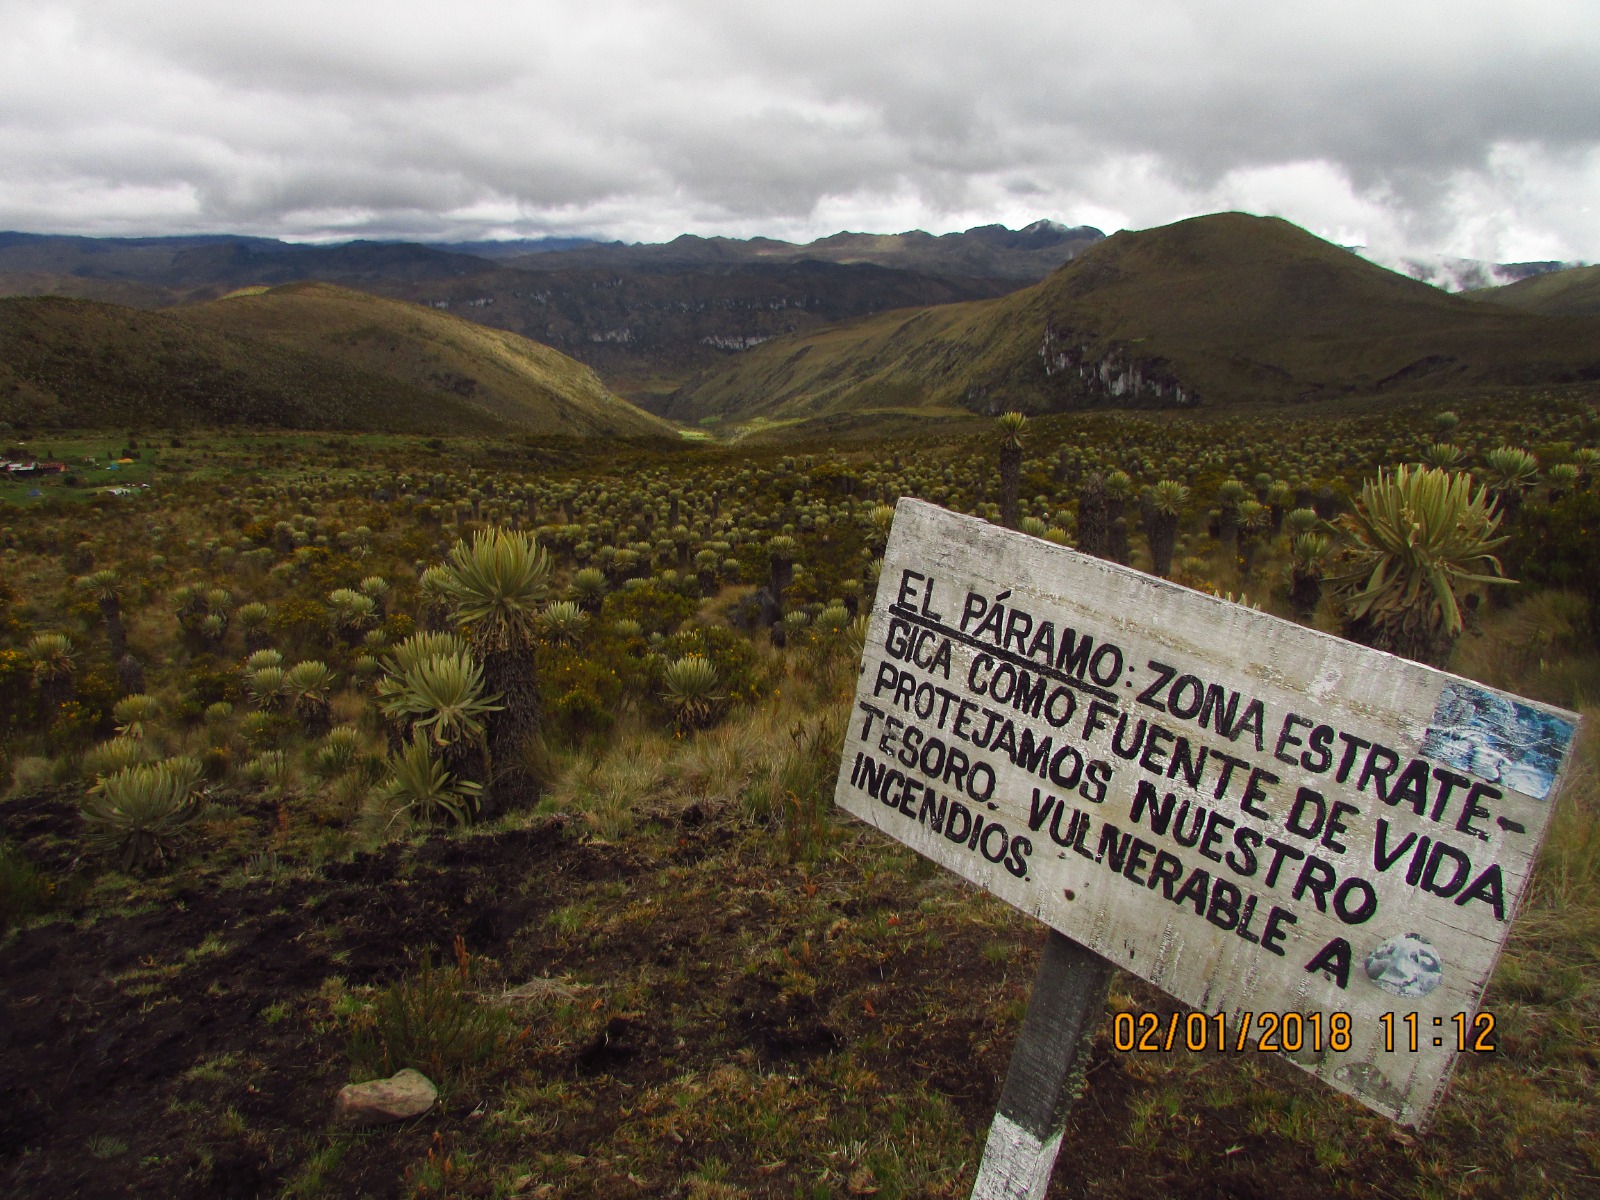 EL PÁRAMO: ZONA ESTRATE-
GICA COMO FUENTE DE VIDA
PROTEJAMOS NUESTRO
TESORO. VULNERABLE A
INCENDIOS.
02/01/2018 11:12